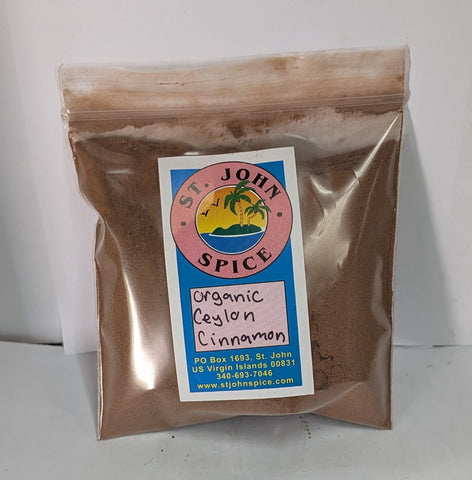 ST. JOHN
SPICE
organic
Ceylon
Cinnamon
PO Box 1693, St. John
US Virgin Islands 00831
340-693-7046
www.stjohnspice.com